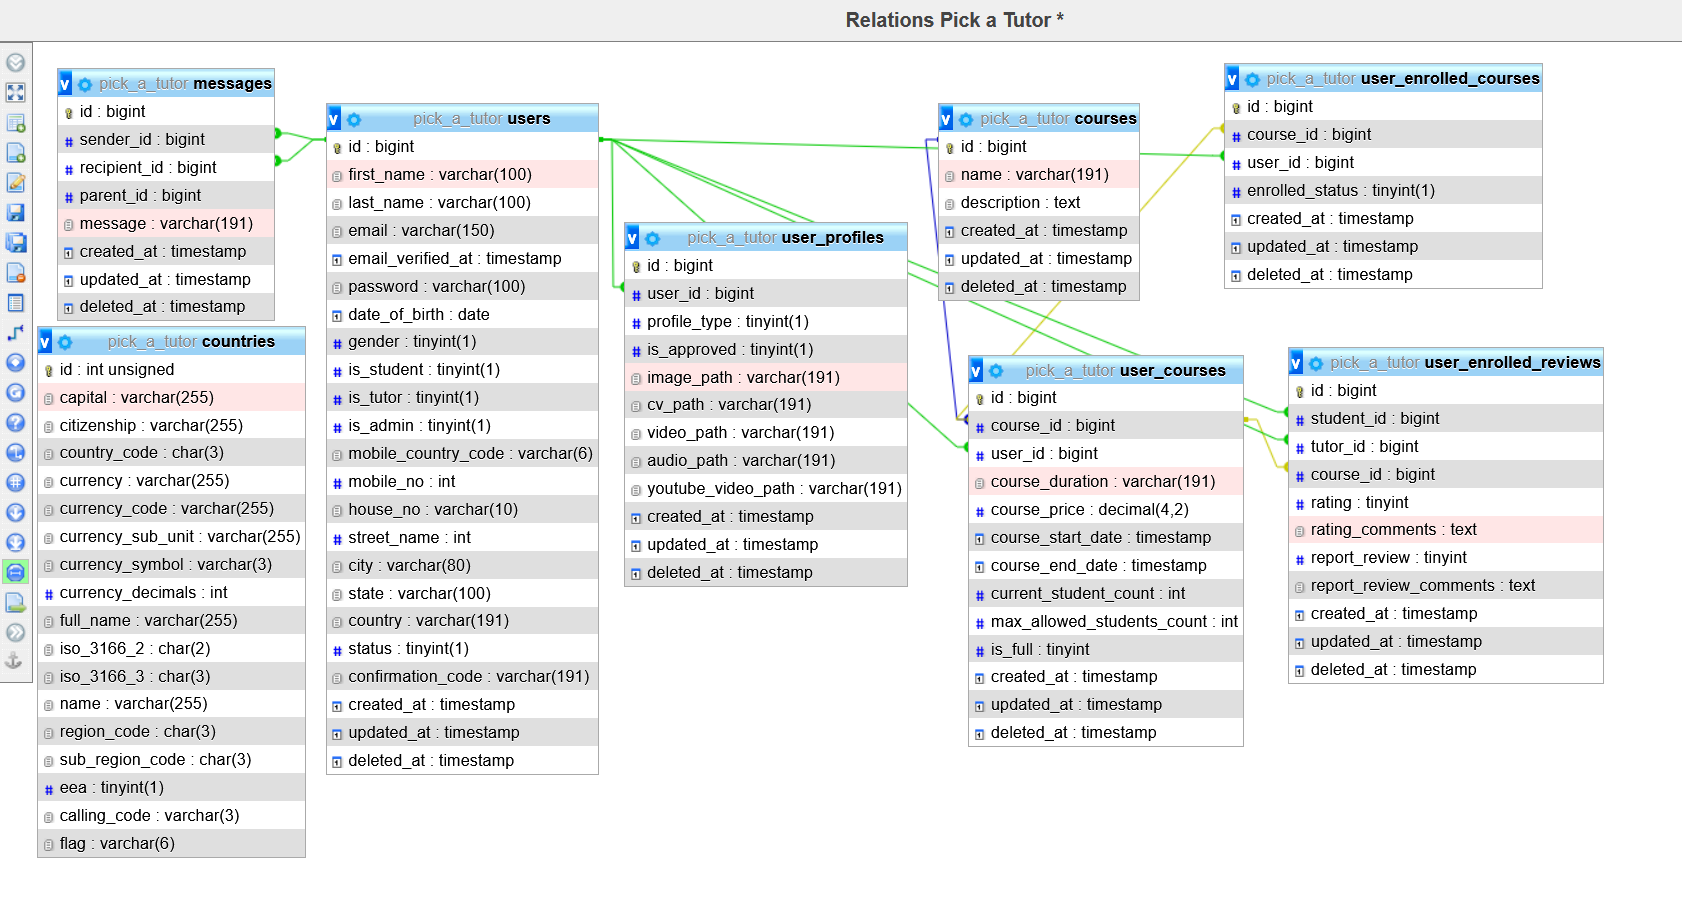 Relations Pick a Tutor *
pick_a_tutor messages
id : bigint
sender_id : bigint
recipient_id : bigint
parent_id : bigint
message : varchar(191)
created_at : timestamp
updated_at : timestamp
deleted_at : timestamp
pick_a_tutor countries
id : int unsigned
capital : varchar(255)
citizenship : varchar(255)
country_code : char(3)
currency : varchar(255)
currency_code : varchar(255)
currency_sub_unit : varchar(255)
currency_symbol : varchar(3)
currency_decimals : int
full_name : varchar(255)
iso_3166_2 : char(2)
iso_3166_3 : char(3)
name : varchar(255)
region_code : char(3)
sub_region_code : char(3)
eea : tinyint(1)
calling_code : varchar(3)
flag : varchar(6)
pick_a_tutor users
id : bigint
first_name : varchar(100)
last_name : varchar(100)
email : varchar(150)
email_verified_at : timestamp
password : varchar(100)
date_of_birth : date
gender : tinyint(1)
is_student : tinyint(1)
is_tutor : tinyint(1)
is_admin : tinyint(1)
mobile_country_code : varchar(6)
mobile_no : int
house_no : varchar(10)
street_name : int
city : varchar(80)
state : varchar(100)
country : varchar(191)
status : tinyint(1)
confirmation_code : varchar(191)
created_at : timestamp
updated_at : timestamp
deleted_at : timestamp
pick_a_tutor user_profiles
id : bigint
user_id : bigint
profile_type : tinyint(1)
is_approved : tinyint(1)
image_path : varchar(191)
cv_path : varchar(191)
video_path : varchar(191)
audio_path : varchar(191)
youtube_video_path : varchar(191)
created_at : timestamp
updated_at : timestamp
deleted_at : timestamp
pick_a_tutor courses
id : bigint
name : varchar(191)
description : text
created_at : timestamp
updated_at : timestamp
deleted_at : timestamp
pick_a_tutor user_courses
id : bigint
course_id : bigint
user_id : bigint
course_duration : varchar(191)
course_price : decimal(4,2)
course_start_date : timestamp
course_end_date : timestamp
current_student_count : int
max_allowed_students_count : int
is_full : tinyint
created_at : timestamp
updated_at : timestamp
deleted_at : timestamp
pick_a_tutor user_enrolled_courses
id : bigint
course_id : bigint
user_id : bigint
enrolled_status : tinyint(1)
created_at : timestamp
updated_at : timestamp
deleted_at : timestamp
pick_a_tutor user_enrolled_reviews
id : bigint
student_id : bigint
tutor_id : bigint
course_id : bigint
rating : tinyint
rating_comments : text
report_review : tinyint
report_review_comments : text
created_at : timestamp
updated_at : timestamp
deleted_at : timestamp